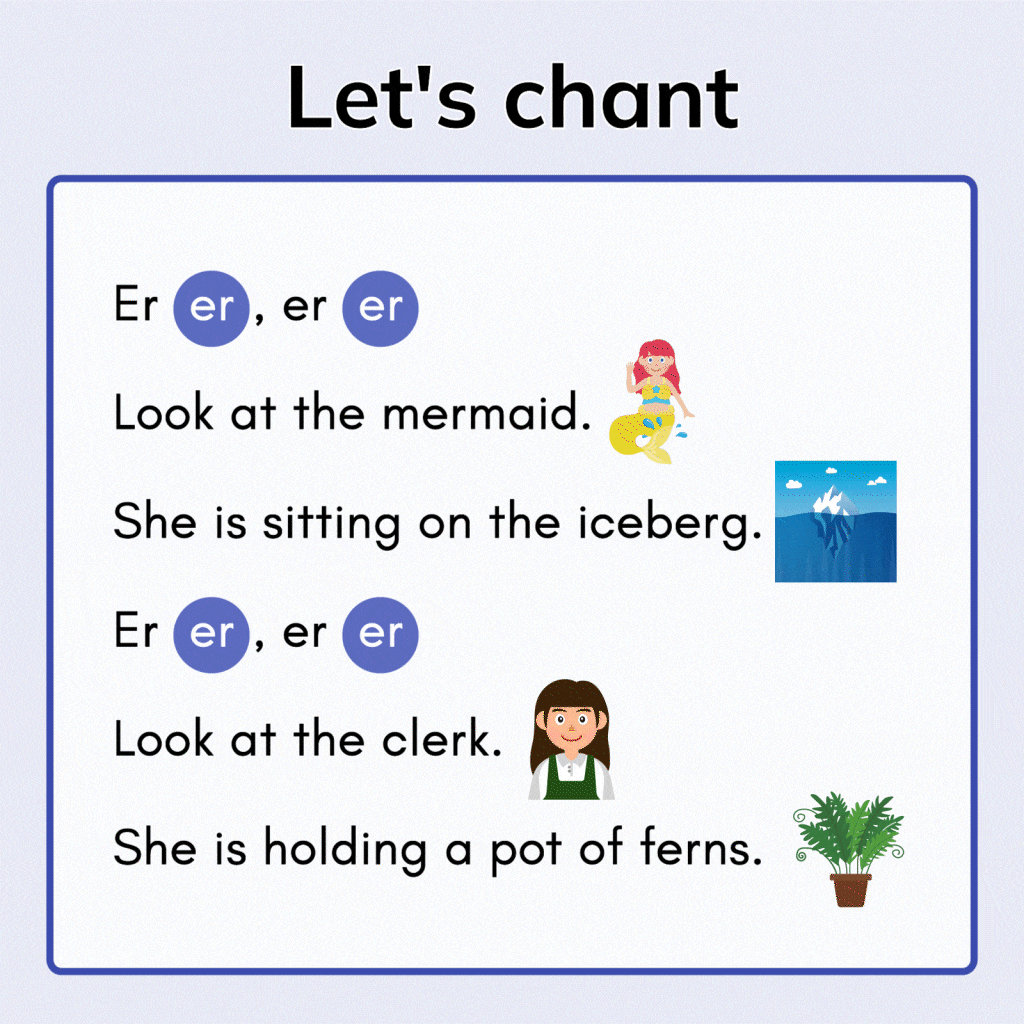 Let's chant
Er er, er er
Look at the mermaid.
She is sitting on the iceberg.
Er er, er er
Look at the clerk.
She is holding a pot of ferns.